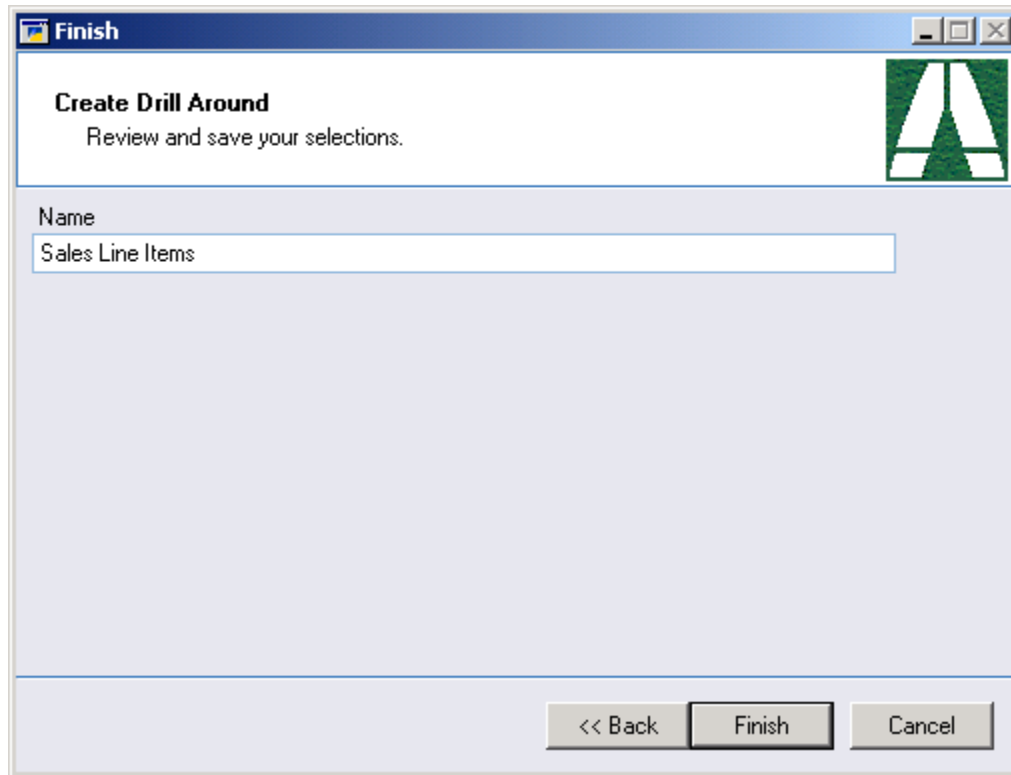 Finish
Create Drill Around
Review and save your selections.
Name
Sales Line Items
<< Back
Finish
Cancel